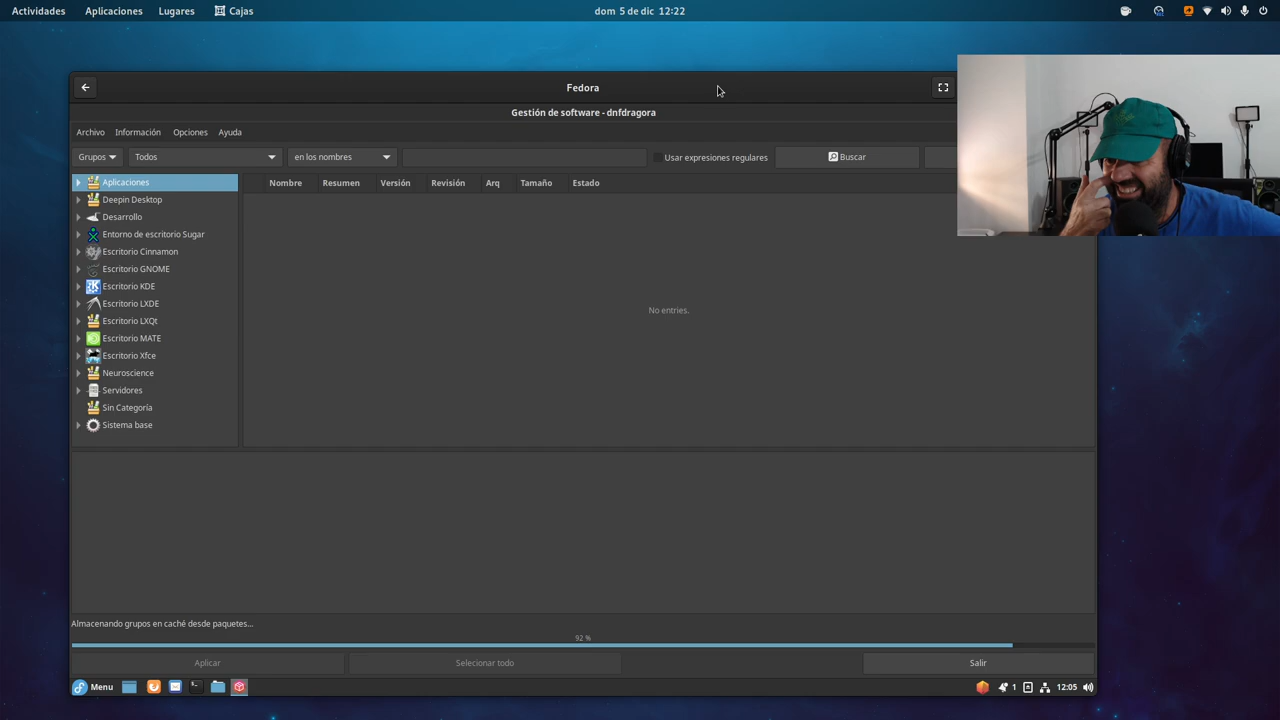 Actividades Aplicaciones Lugares Cajas dom 5 de dic 12:22
Fedora
Gestión de software - dnfdragora
Archivo Información Opciones Ayuda
Grupos Todos en los nombres Usar expresiones regulares Buscar
Nombre Resumen Versión Revisión Arq Tamaño Estado
Aplicaciones
Deepin Desktop
Desarrollo
Entorno de escritorio Sugar
Escritorio Cinnamon
Escritorio GNOME
Escritorio KDE
Escritorio LXDE
Escritorio LXQt
Escritorio MATE
Escritorio Xfce
Neuroscience
Servidores
Sin Categoría
Sistema base
No entries.
Almacenando grupos en caché desde paquetes...
92 %
Aplicar Selecionar todo Salir
Menu 1 12:05